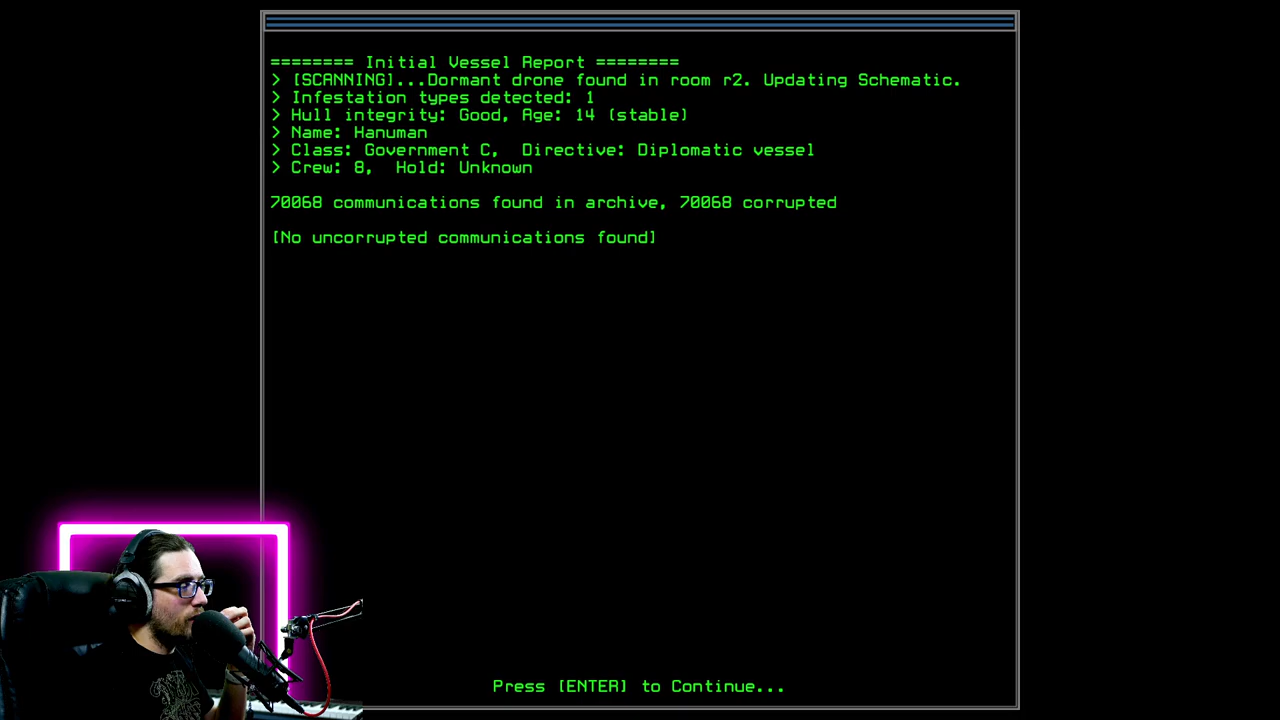 ======== Initial Vessel Report ========
> [SCANNING]...Dormant drone found in room r2. Updating Schematic.
> Infestation types detected: 1
> Hull integrity: Good, Age: 14 (stable)
> Name: Hanuman
> Class: Government C,  Directive: Diplomatic vessel
> Crew: 8,  Hold: Unknown
70068 communications found in archive, 70068 corrupted
[No uncorrupted communications found]
Press [ENTER] to Continue...